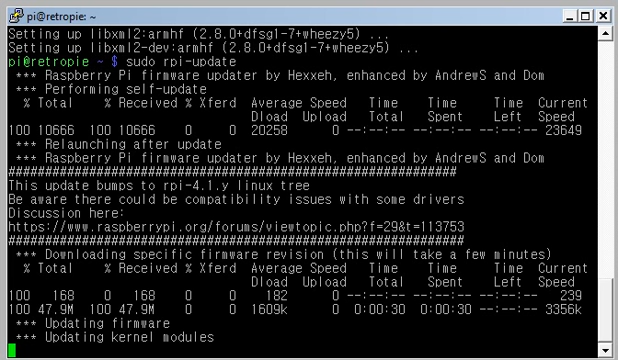 pi@retropie: ~
Setting up libxml2:armhf (2.8.0+dfsg1-7+wheezy5) ...
Setting up libxml2-dev:armhf (2.8.0+dfsg1-7+wheezy5) ...
pi@retropie ~ $ sudo rpi-update
*** Raspberry Pi firmware updater by Hexxeh, enhanced by AndrewS and Dom
*** Performing self-update
% Total % Received % Xferd Average Speed Time Time Time Current
Dload Upload Total Spent Left Speed
100 10666 100 10666 0 0 20258 0 --:--:-- --:--:-- --:--:-- 23649
*** Relaunching after update
*** Raspberry Pi firmware updater by Hexxeh, enhanced by AndrewS and Dom
#############################################################
This update bumps to rpi-4.1.y linux tree
Be aware there could be compatibility issues with some drivers
Discussion here:
https://www.raspberrypi.org/forums/viewtopic.php?f=29&t=113753
##############################################################
*** Downloading specific firmware revision (this will take a few minutes)
% Total % Received % Xferd Average Speed Time Time Time Current
Dload Upload Total Spent Left Speed
100 168 0 168 0 0 182 0 --:--:-- --:--:-- --:--:-- 239
100 47.9M 100 47.9M 0 0 1609k 0 0:00:30 0:00:30 --:--:-- 3356k
*** Updating firmware
*** Updating kernel modules